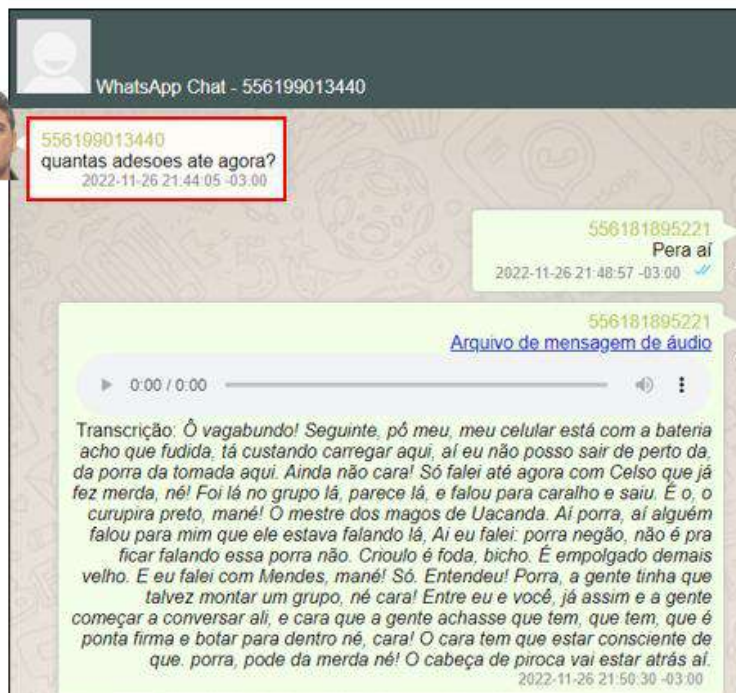 WhatsApp Chat - 556199013440
556199013440
quantas adesoes ate agora?
2022-11-26 21:44:05 -03:00
556181895221
Pera aí
2022-11-26 21:48:57 -03:00
556181895221
Arquivo de mensagem de áudio
0:00 / 0:00
Transcrição: Ô vagabundo! Seguinte, pô meu, meu celular está com a bateria
acho que fudida, tá custando carregar aqui, aí eu não posso sair de perto da,
da porra da tomada aqui. Ainda não cara! Só falei até agora com Celso que já
fez merda, né! Foi lá no grupo lá, parece lá, e falou para caralho e saiu. É o, o
curupira preto, mané! O mestre dos magos de Uacanda. Aí porra, aí alguém
falou para mim que ele estava falando lá, Ai eu falei: porra negão, não é pra
ficar falando essa porra não. Crioulo é foda, bicho. É empolgado demais
velho. E eu falei com Mendes, mané! Só. Entendeu! Porra, a gente tinha que
talvez montar um grupo, né cara! Entre eu e você, já assim e a gente
começar a conversar ali, e cara que a gente achasse que tem, que tem, que é
ponta firma e botar para dentro né, cara! O cara tem que estar consciente de
que. porra, pode da merda né! O cabeça de piroca vai estar atrás aí.
2022-11-26 21:50:30 -03:00